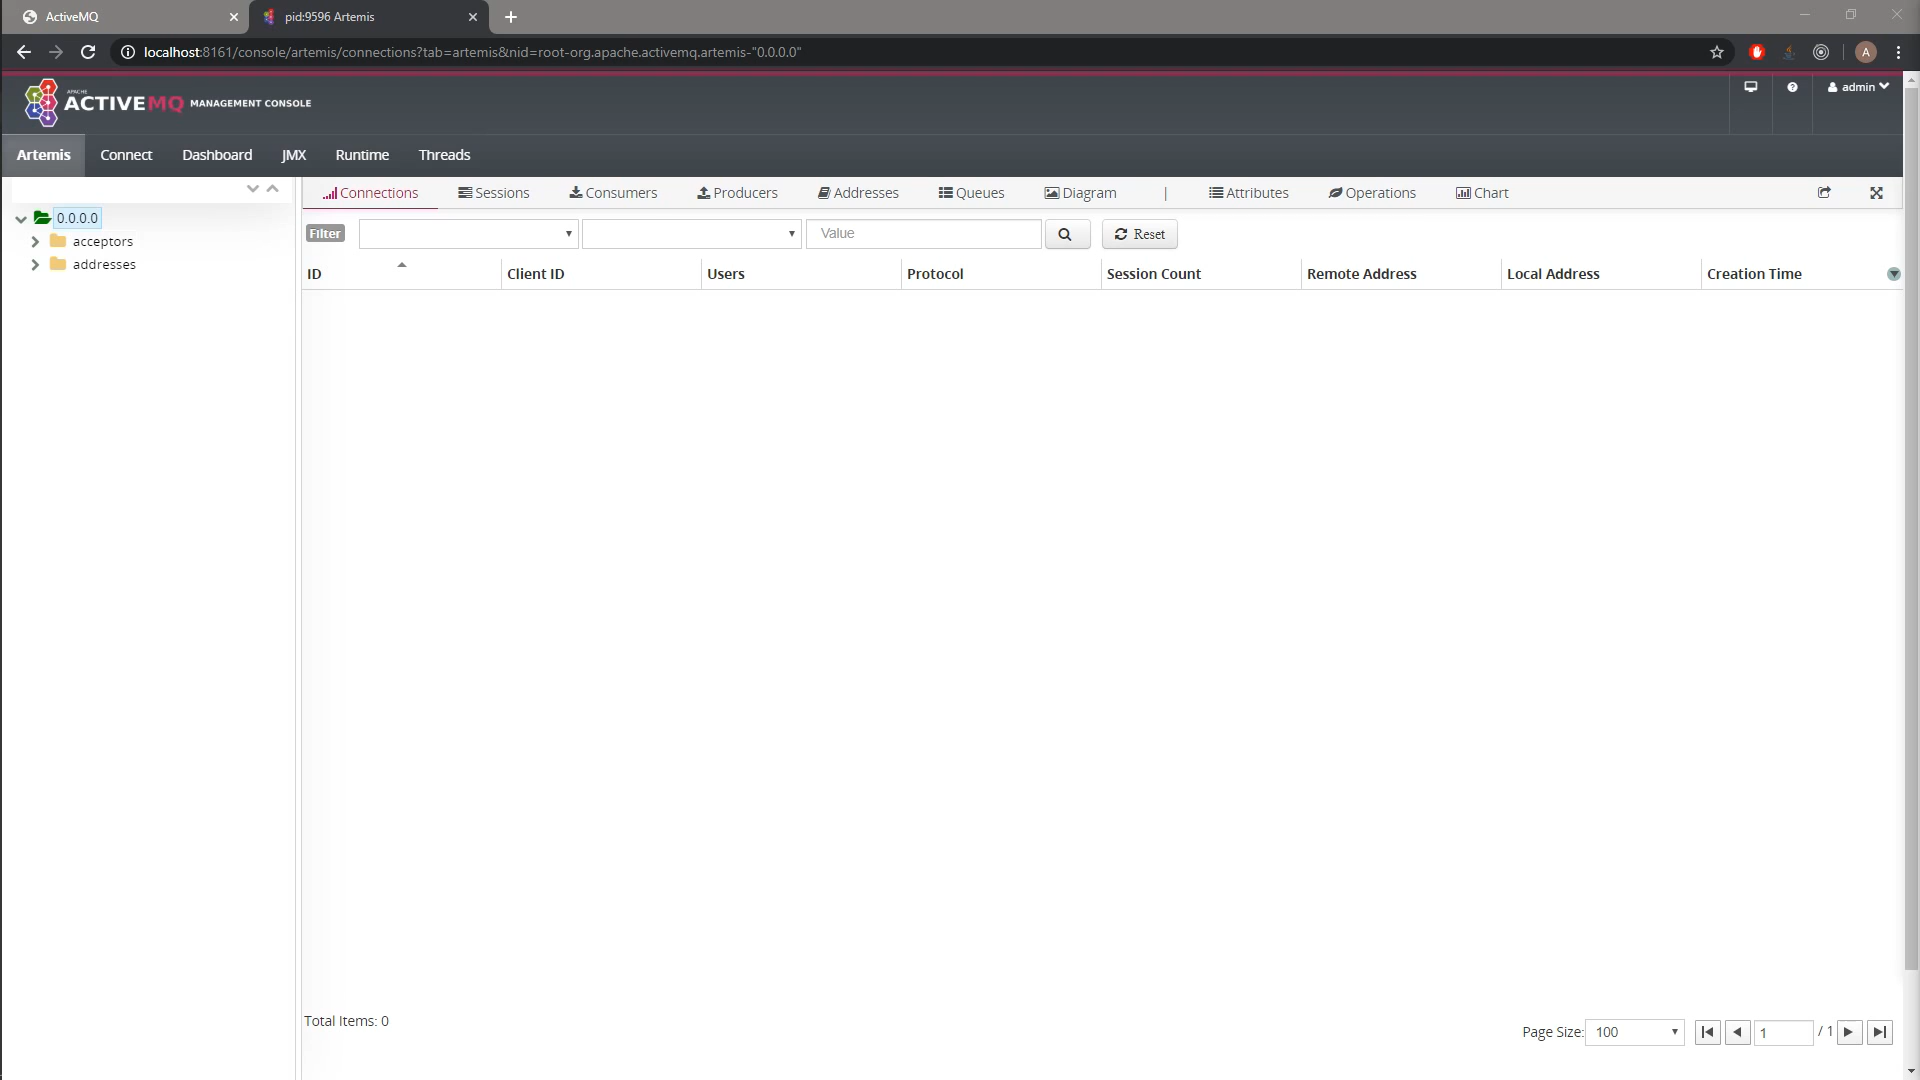 ActiveMQ
pid:9596 Artemis
localhost:8161/console/artemis/connections?tab=artemis&nid=root-org.apache.activemq.artemis-"0.0.0.0"
A
APACHE
ACTIVEMQ MANAGEMENT CONSOLE
admin
Artemis Connect Dashboard JMX Runtime Threads
Connections Sessions Consumers Producers Addresses Queues Diagram | Attributes Operations Chart
0.0.0.0
acceptors
addresses
Filter Value Reset
ID Client ID Users Protocol Session Count Remote Address Local Address Creation Time
Total Items: 0
Page Size: 100 1 / 1